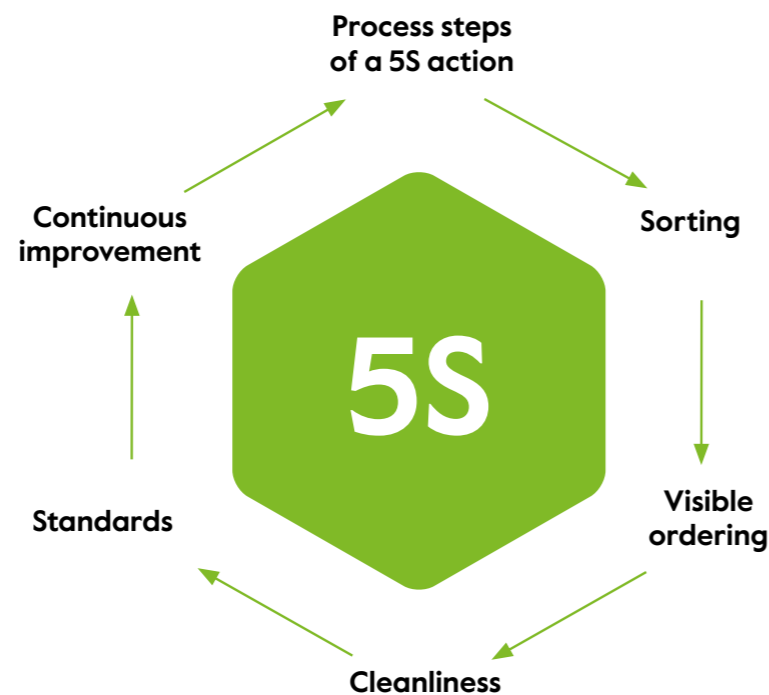 Process steps
of a 5S action
Sorting
Visible
ordering
Cleanliness
Standards
Continuous
improvement
5S